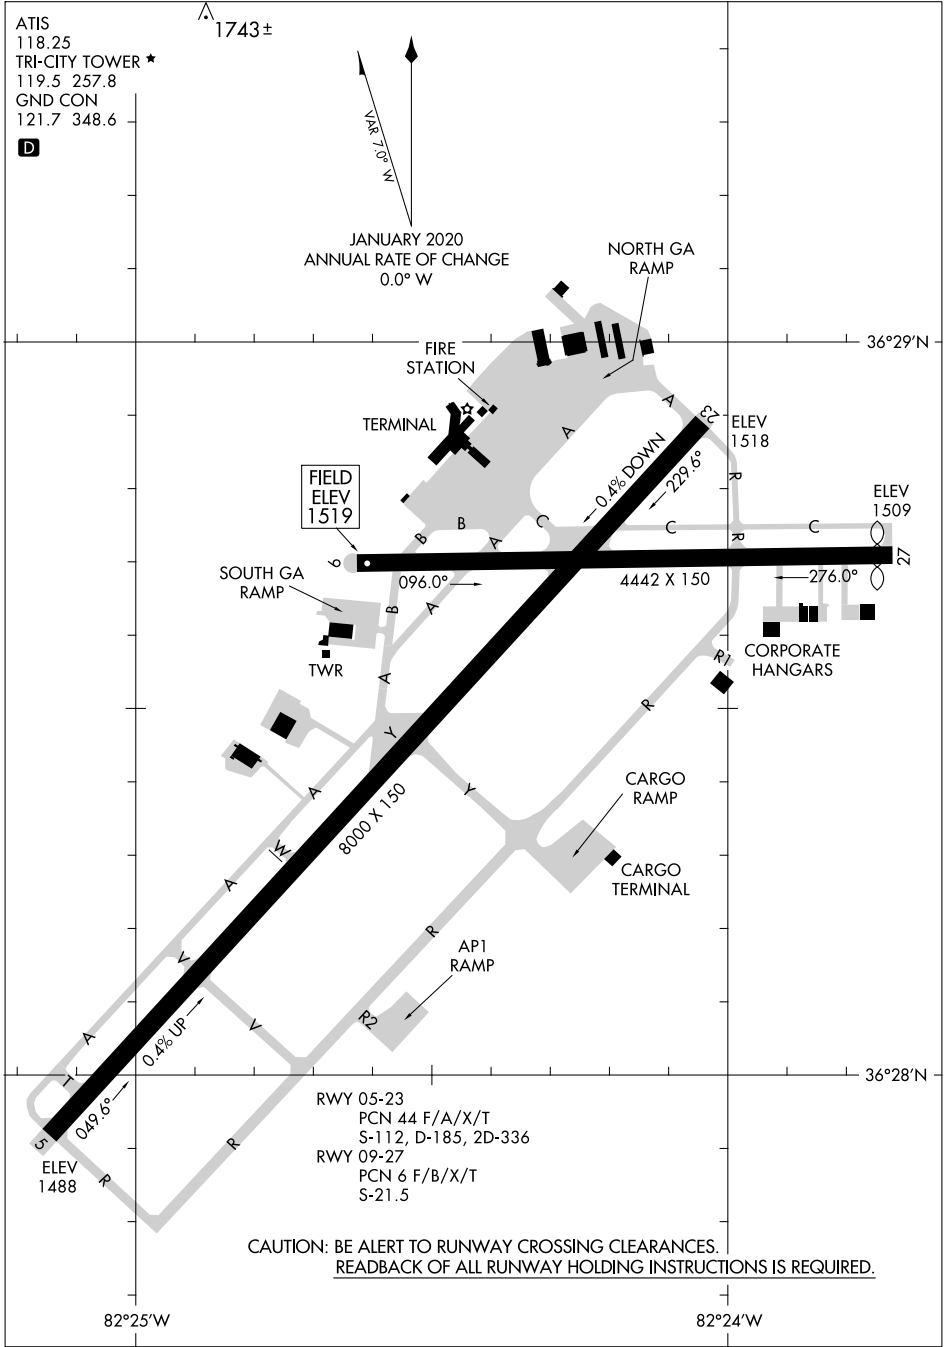 ATIS
118.25
TRI-CITY TOWER ★
119.5 257.8
GND CON
121.7 348.6
D
1743±
VAR 7.0° W
JANUARY 2020
ANNUAL RATE OF CHANGE
0.0° W
NORTH GA
RAMP
36°29'N
FIRE
STATION
TERMINAL
A
23
ELEV
1518
A
0.4% DOWN
229.6°
R
FIELD
ELEV
1519
ELEV
1509
B
B
A
C
C
C
R
9
27
096.0°
4442 X 150
276.0°
SOUTH GA
RAMP
B
A
TWR
CORPORATE
HANGARS
R1
A
R
Y
Y
A
8000 X 150
CARGO
RAMP
W
A
CARGO
TERMINAL
R
AP1
RAMP
V
V
R2
A
0.4% UP
T
049.6°
36°28'N
5
R
R
ELEV
1488
RWY 05-23
PCN 44 F/A/X/T
S-112, D-185, 2D-336
RWY 09-27
PCN 6 F/B/X/T
S-21.5
CAUTION: BE ALERT TO RUNWAY CROSSING CLEARANCES.
READBACK OF ALL RUNWAY HOLDING INSTRUCTIONS IS REQUIRED.
82°25'W
82°24'W